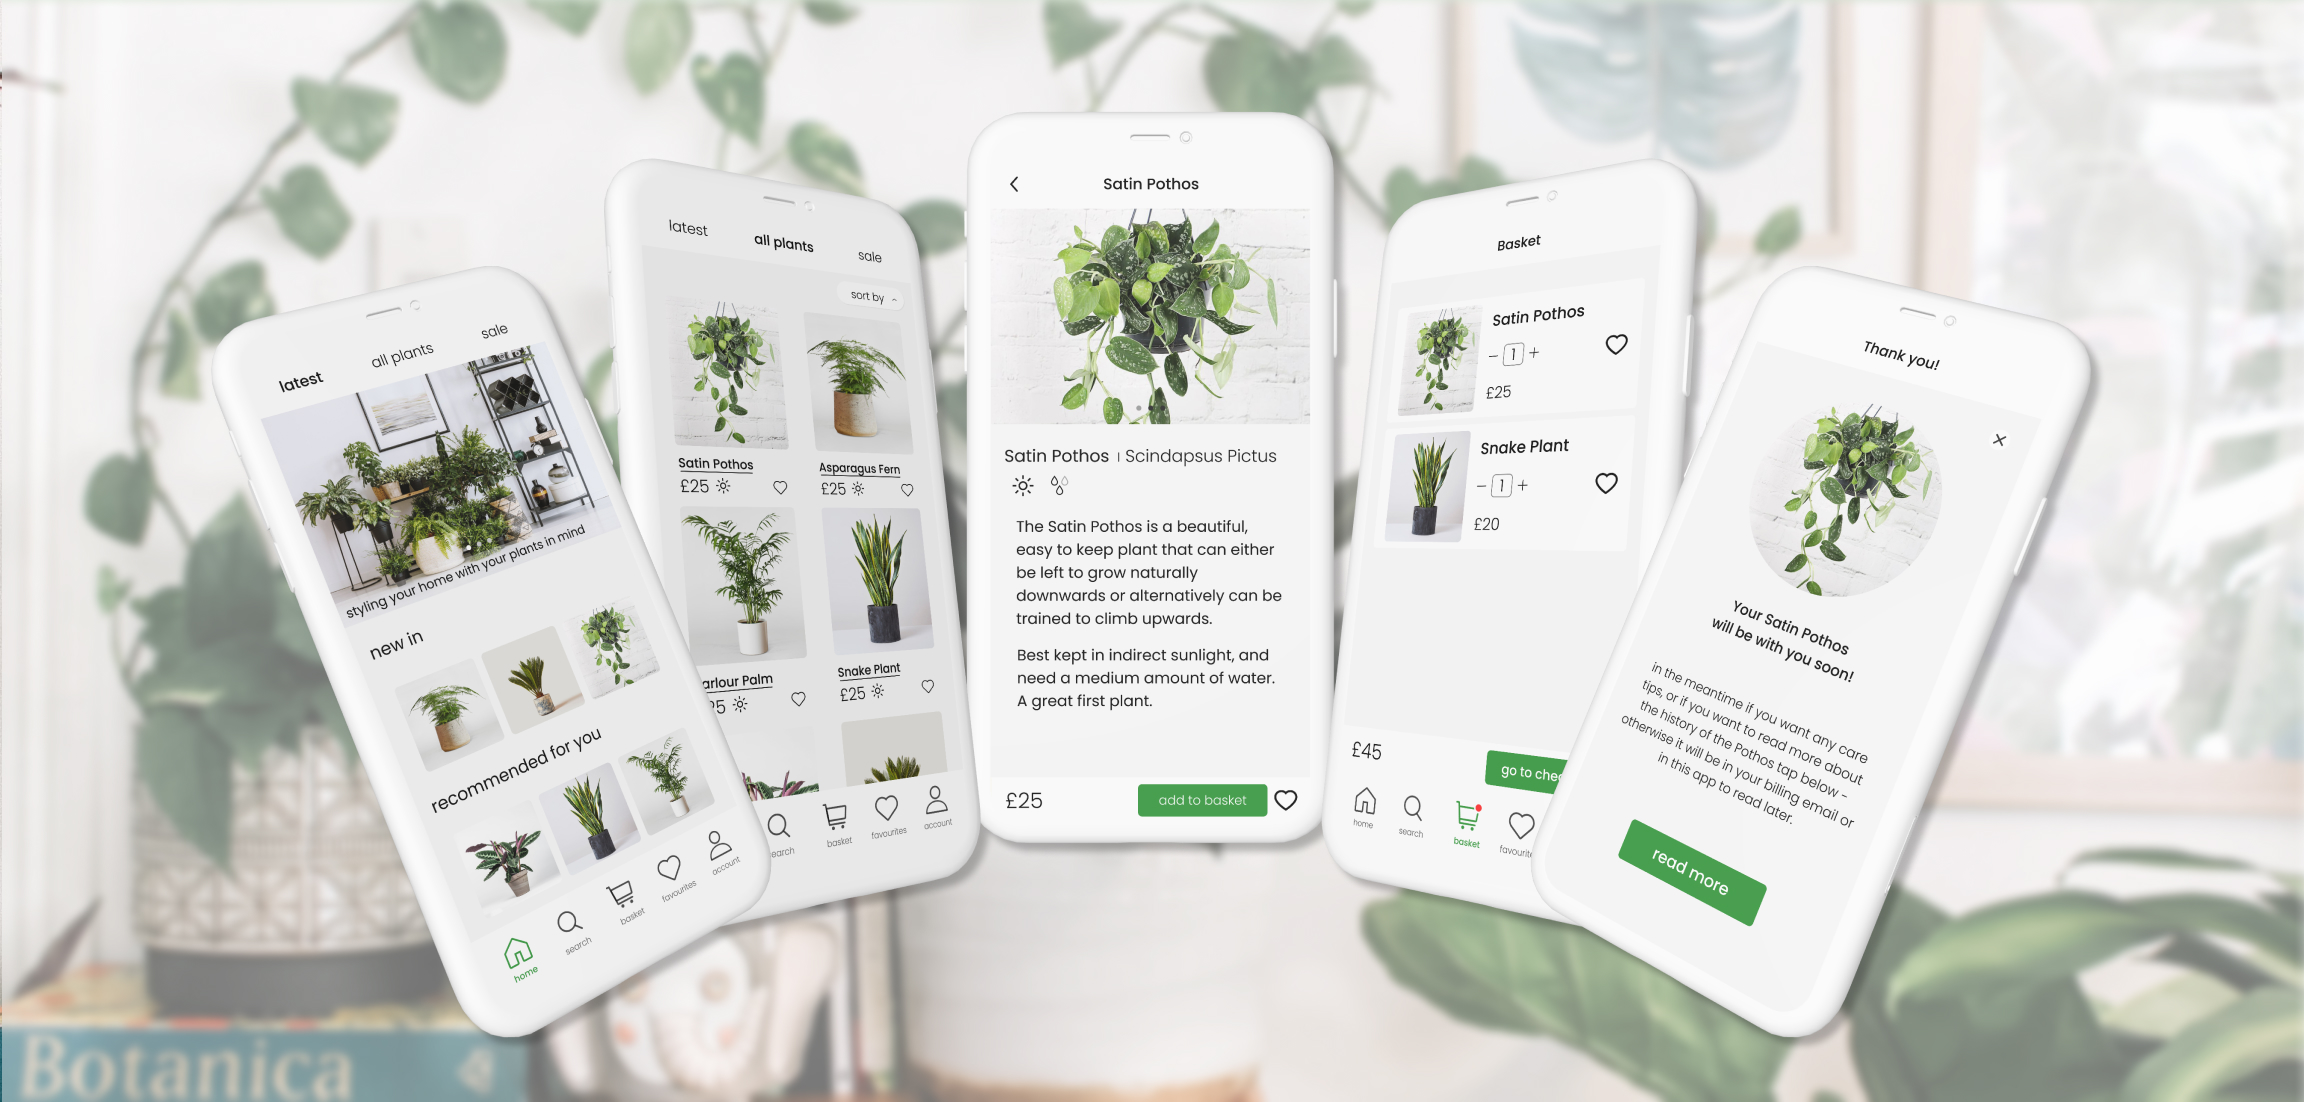 latest
all plants
sale
styling your home with your plants in mind
new in
recommended for you
home
search
basket
favourites
account
latest
all plants
sale
sort by
Satin Pothos
£25
Asparagus Fern
£25
arlour Palm
5
Snake Plant
£25
earch
basket
favourites
account
Satin Pothos
Satin Pothos | Scindapsus Pictus
The Satin Pothos is a beautiful,
easy to keep plant that can either
be left to grow naturally
downwards or alternatively can be
trained to climb upwards.
Best kept in indirect sunlight, and
need a medium amount of water.
A great first plant.
£25
add to basket
Basket
Satin Pothos
− 1 +
£25
Snake Plant
− 1 +
£20
£45
go to chec
home
search
basket
favourite
Thank you!
Your Satin Pothos
will be with you soon!
in the meantime if you want any care
tips, or if you want to read more about
the history of the Pothos tap below -
otherwise it will be in your billing email or
in this app to read later.
read more
Botanica